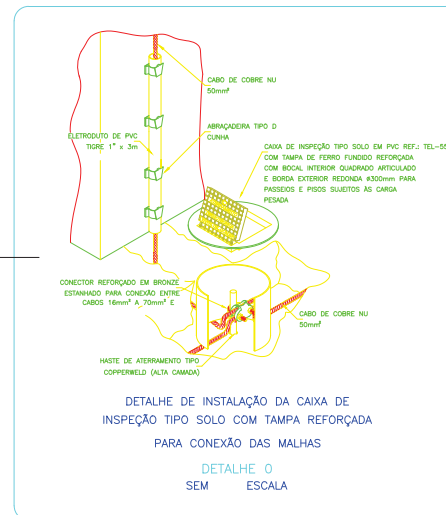 CABO DE COBRE NU
50mm²
ELETRODUTO DE PVC
TIGRE 1" x 3m
ABRAÇADEIRA TIPO D
CUNHA
CAIXA DE INSPEÇÃO TIPO SOLO EM PVC REF.: TEL-55
COM TAMPA DE FERRO FUNDIDO REFORÇADA
COM BOCAL INTERIOR QUADRADO ARTICULADO
E BORDA EXTERIOR REDONDA #300mm PARA
PASSEIOS E PISOS SUJEITOS ÀS CARGA
PESADA
CONECTOR REFORÇADO EM BRONZE
ESTANHADO PARA CONEXÃO ENTRE
CABOS 16mm² A 70mm² E
CABO DE COBRE NU
50mm²
HASTE DE ATERRAMENTO TIPO
COPPERWELD (ALTA CAMADA)
DETALHE DE INSTALAÇÃO DA CAIXA DE
INSPEÇÃO TIPO SOLO COM TAMPA REFORÇADA
PARA CONEXÃO DAS MALHAS
DETALHE O
SEM ESCALA